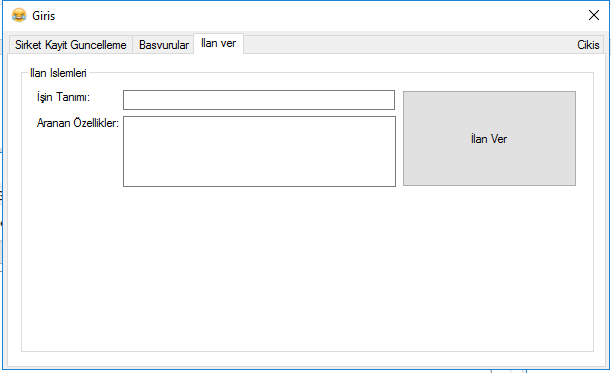 Giris
Sirket Kayit Guncelleme Basvurular Ilan ver Cikis
Ilan Islemleri
İşin Tanımı:
Aranan Özellikler:
İlan Ver